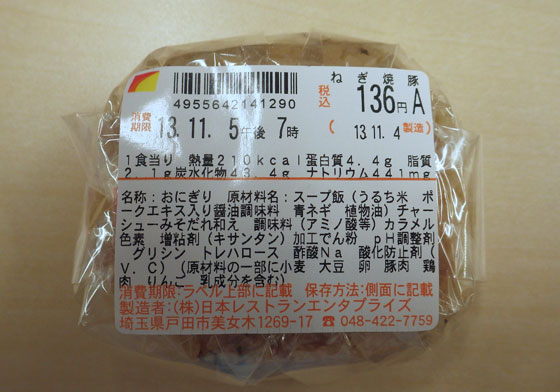 ねぎ焼豚
4955642141290
税込 136円 A
消費期限 13.11. 5午後 7時
( 13.11. 4 製造)
1食当り 熱量210kcal蛋白質4.4g 脂質
2.1g炭水化物43.4g ナトリウム441mg
名称:おにぎり 原材料名:スープ飯(うるち米 ポ
ークエキス入り醤油調味料 青ネギ 植物油)チャー
シューみそだれ和え 調味料(アミノ酸等)カラメル
色素 増粘剤(キサンタン)加工でん粉 pH調整剤
グリシン トレハロース 酢酸Na 酸化防止剤(
V.C)(原材料の一部に小麦 大豆 卵 豚肉 鶏
肉 りんご 乳成分を含む)
消費期限:ラベル上部に記載 保存方法:側面に記載
製造者:(株)日本レストランエンタプライズ
埼玉県戸田市美女木1269-17 ☎ 048-422-7759